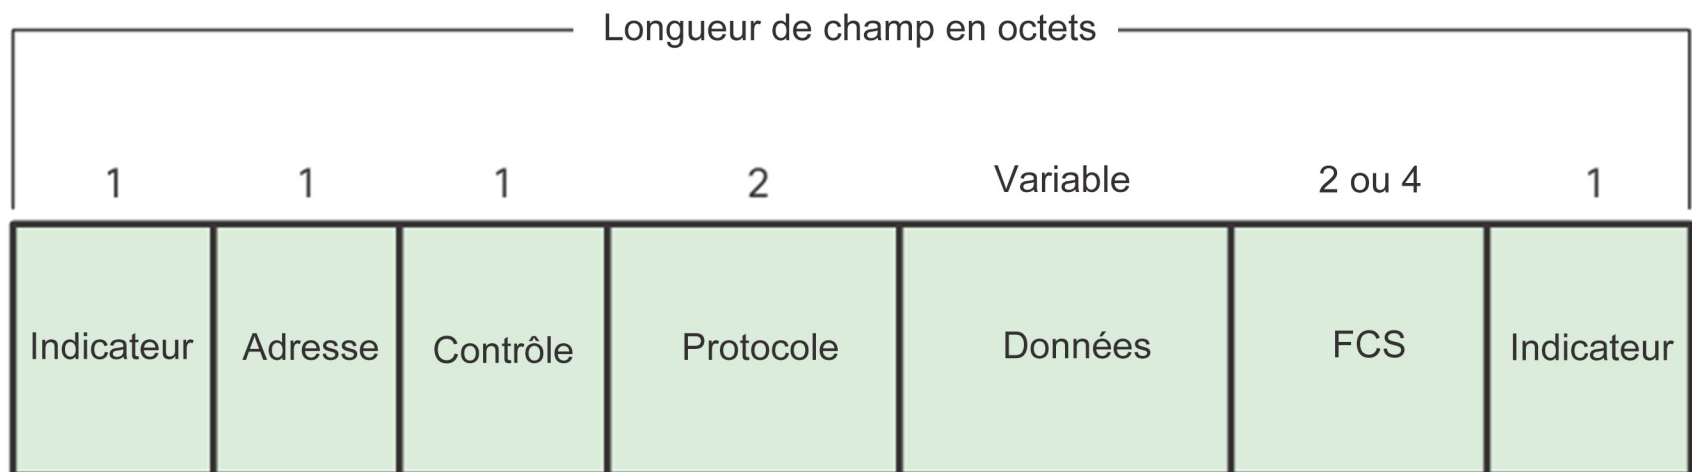 Longueur de champ en octets
1 1 1 2 Variable 2 ou 4 1
Indicateur Adresse Contrôle Protocole Données FCS Indicateur